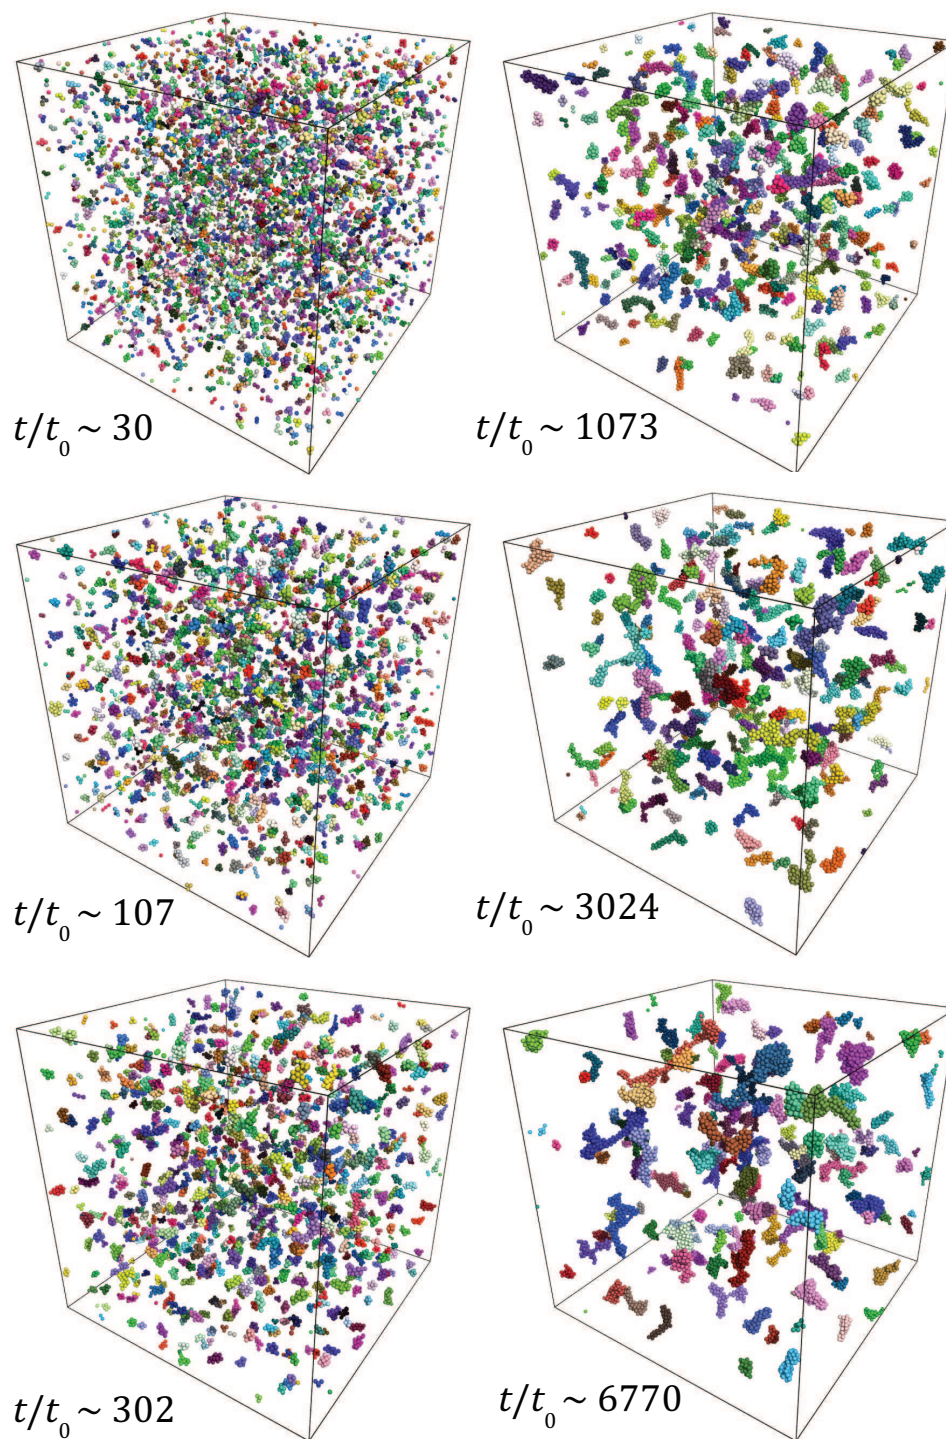 t/t₀ ~ 30
t/t₀ ~ 1073
t/t₀ ~ 107
t/t₀ ~ 3024
t/t₀ ~ 302
t/t₀ ~ 6770